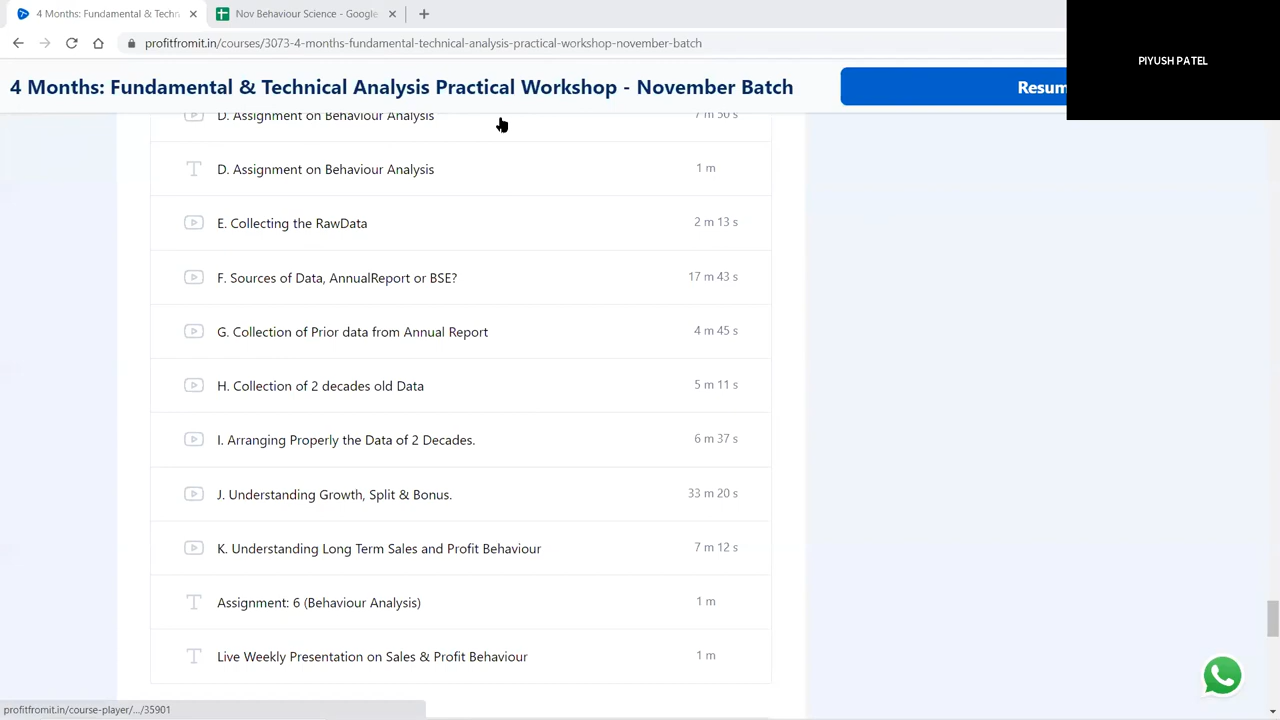 4 Months: Fundamental & Techn
Nov Behaviour Science - Google
profitfromit.in/courses/3073-4-months-fundamental-technical-analysis-practical-workshop-november-batch
PIYUSH PATEL
4 Months: Fundamental & Technical Analysis Practical Workshop - November Batch
Resum
D. Assignment on Behaviour Analysis 7 m 50 s
D. Assignment on Behaviour Analysis 1 m
E. Collecting the RawData 2 m 13 s
F. Sources of Data, AnnualReport or BSE? 17 m 43 s
G. Collection of Prior data from Annual Report 4 m 45 s
H. Collection of 2 decades old Data 5 m 11 s
I. Arranging Properly the Data of 2 Decades. 6 m 37 s
J. Understanding Growth, Split & Bonus. 33 m 20 s
K. Understanding Long Term Sales and Profit Behaviour 7 m 12 s
Assignment: 6 (Behaviour Analysis) 1 m
Live Weekly Presentation on Sales & Profit Behaviour 1 m
profitfromit.in/course-player/.../35901